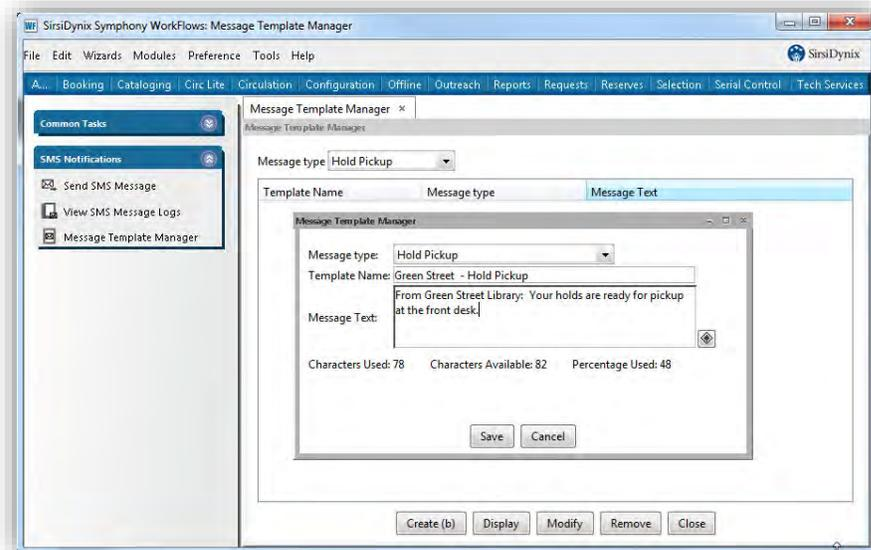 WF SirsiDynix Symphony WorkFlows: Message Template Manager
File Edit Wizards Modules Preference Tools Help
SirsiDynix
A... Booking Cataloging Circ Lite Circulation Configuration Offline Outreach Reports Requests Reserves Selection Serial Control Tech Services
Common Tasks
SMS Notifications
Send SMS Message
View SMS Message Logs
Message Template Manager
Message Template Manager ×
Message Template Manager
Message type Hold Pickup
Template Name Message type Message Text
Message Template Manager
Message type: Hold Pickup
Template Name: Green Street - Hold Pickup
Message Text: From Green Street Library: Your holds are ready for pickup
at the front desk.
Characters Used: 78 Characters Available: 82 Percentage Used: 48
Save Cancel
Create (b) Display Modify Remove Close